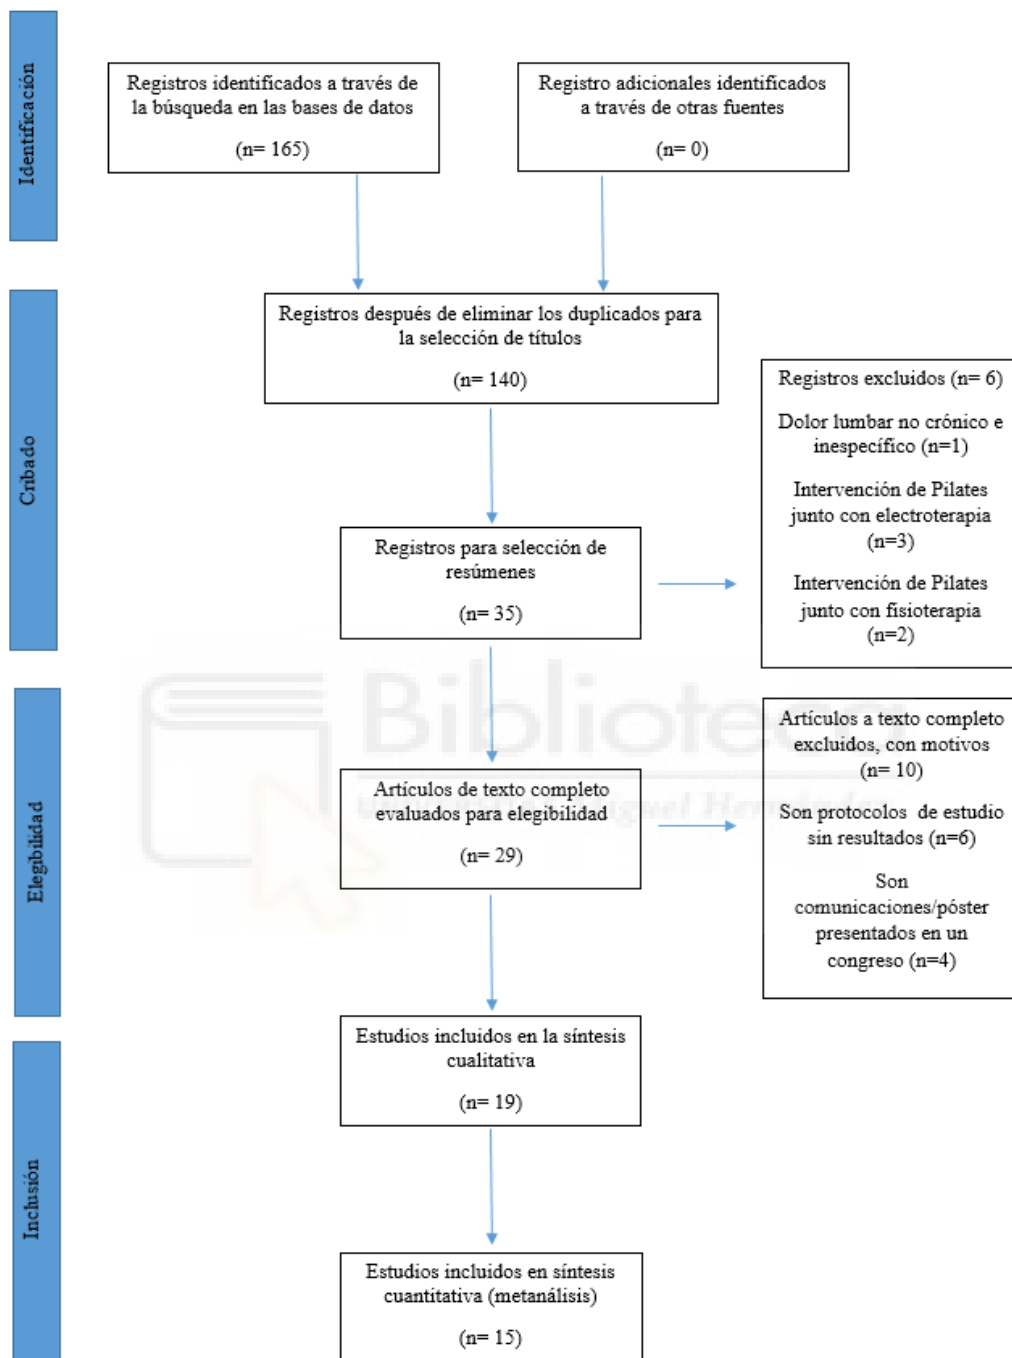 Identificación
Registros identificados a través de
la búsqueda en las bases de datos
(n= 165)
Registro adicionales identificados
a través de otras fuentes
(n= 0)
Cribado
Registros después de eliminar los duplicados para
la selección de títulos
(n= 140)
Registros para selección de
resúmenes
(n= 35)
Registros excluidos (n= 6)
Dolor lumbar no crónico e
inespecífico (n=1)
Intervención de Pilates
junto con electroterapia
(n=3)
Intervención de Pilates
junto con fisioterapia
(n=2)
Biblioteca
UNIVERSITAS Miguel Hernández
Elegibilidad
Artículos de texto completo
evaluados para elegibilidad
(n= 29)
Artículos a texto completo
excluidos, con motivos
(n= 10)
Son protocolos de estudio
sin resultados (n=6)
Son
comunicaciones/póster
presentados en un
congreso (n=4)
Inclusión
Estudios incluidos en la síntesis
cualitativa
(n= 19)
Estudios incluidos en síntesis
cuantitativa (metanálisis)
(n= 15)